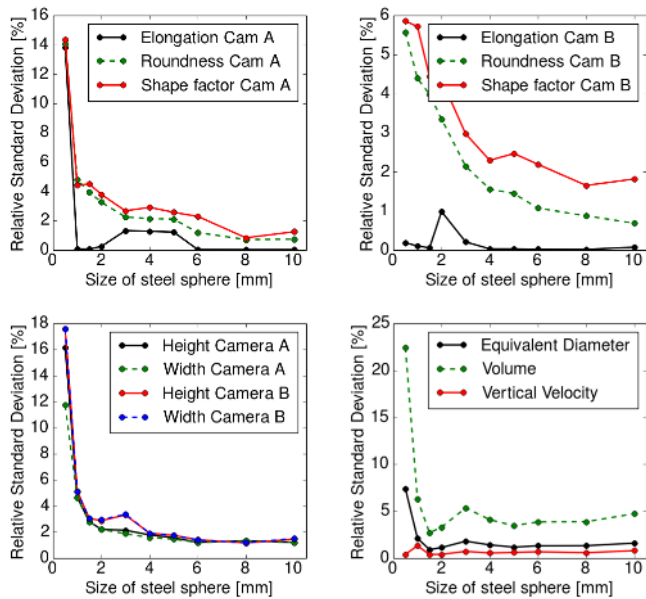 16
14
12
10
8
6
4
2
0
Relative Standard Deviation [%]
Elongation Cam A
Roundness Cam A
Shape factor Cam A
0 2 4 6 8 10
Size of steel sphere [mm]
6
5
4
3
2
1
0
Relative Standard Deviation [%]
Elongation Cam B
Roundness Cam B
Shape factor Cam B
0 2 4 6 8 10
Size of steel sphere [mm]
18
16
14
12
10
8
6
4
2
0
Relative Standard Deviation [%]
Height Camera A
Width Camera A
Height Camera B
Width Camera B
0 2 4 6 8 10
Size of steel sphere [mm]
25
20
15
10
5
0
Relative Standard Deviation [%]
Equivalent Diameter
Volume
Vertical Velocity
0 2 4 6 8 10
Size of steel sphere [mm]